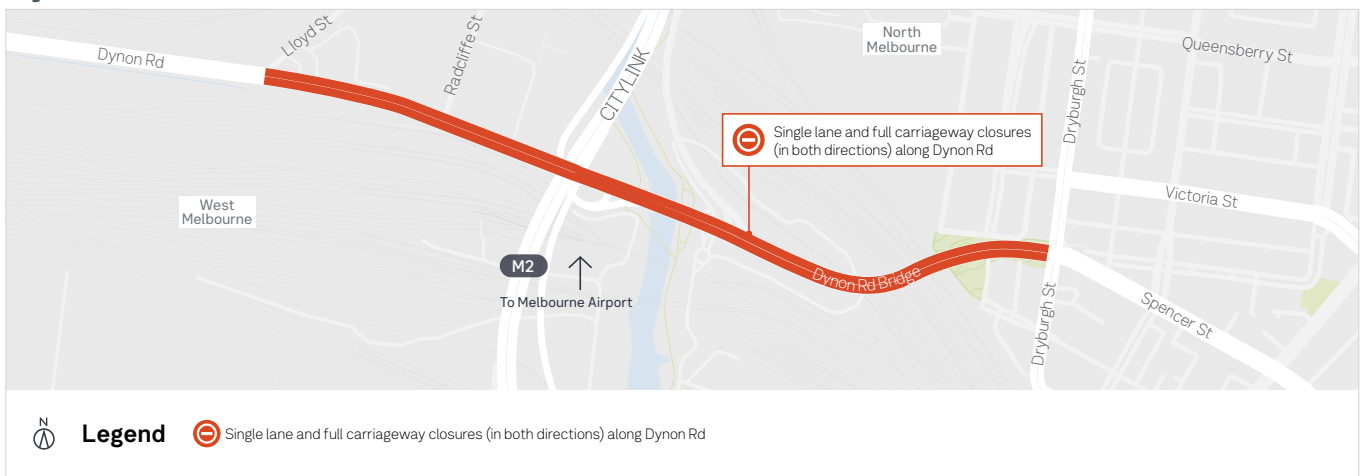 Dynon Rd
Lloyd St
Radcliffe St
CITYLINK
North
Melbourne
Queensberry St
Dryburgh St
Single lane and full carriageway closures
(in both directions) along Dynon Rd
West
Melbourne
Victoria St
M2
To Melbourne Airport
Dynon Rd Bridge
Dryburgh St
Spencer St
N
Legend
Single lane and full carriageway closures (in both directions) along Dynon Rd